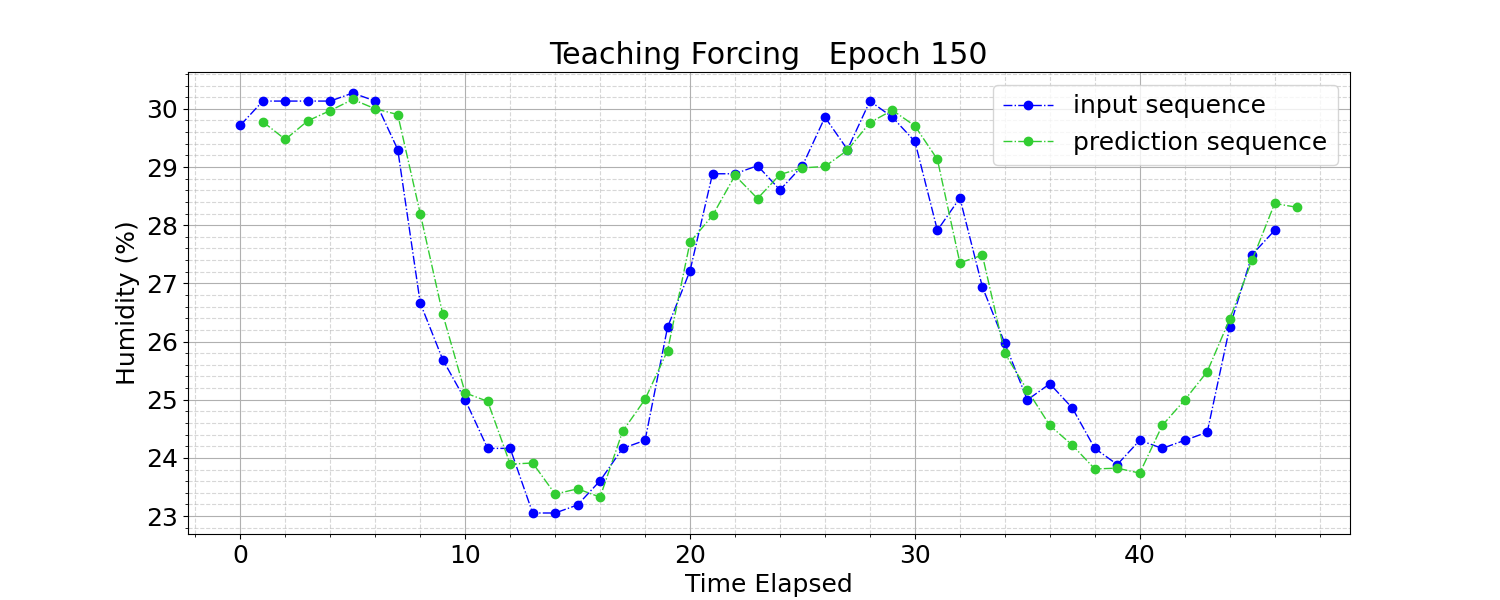 Teaching Forcing   Epoch 150
input sequence
prediction sequence
Humidity (%)
30
29
28
27
26
25
24
23
0 10 20 30 40
Time Elapsed